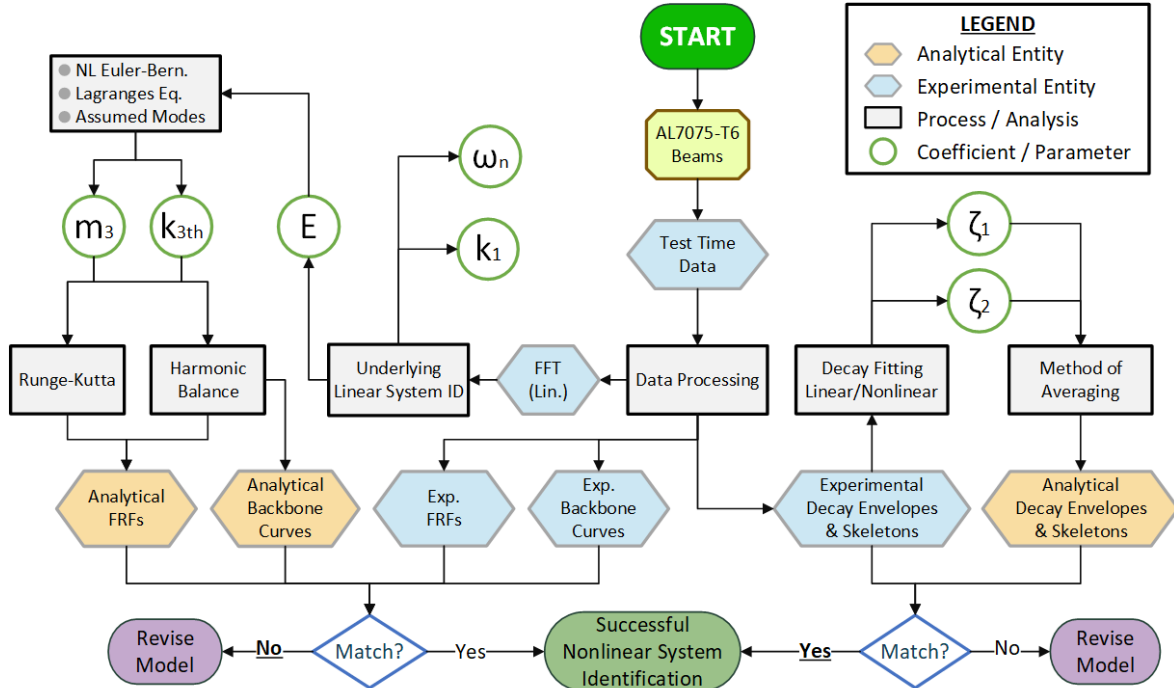 START
LEGEND
Analytical Entity
Experimental Entity
Process / Analysis
Coefficient / Parameter
NL Euler-Bern.
Lagranges Eq.
Assumed Modes
AL7075-T6
Beams
ωn
m3
k3th
E
k1
Test Time
Data
ζ1
ζ2
Runge-Kutta
Harmonic
Balance
Underlying
Linear System ID
FFT
(Lin.)
Data Processing
Decay Fitting
Linear/Nonlinear
Method of
Averaging
Analytical
FRFs
Analytical
Backbone
Curves
Exp.
FRFs
Exp.
Backbone
Curves
Experimental
Decay Envelopes
& Skeletons
Analytical
Decay Envelopes
& Skeletons
Revise
Model
No
Match?
Yes
Successful
Nonlinear System
Identification
Yes
Match?
No
Revise
Model